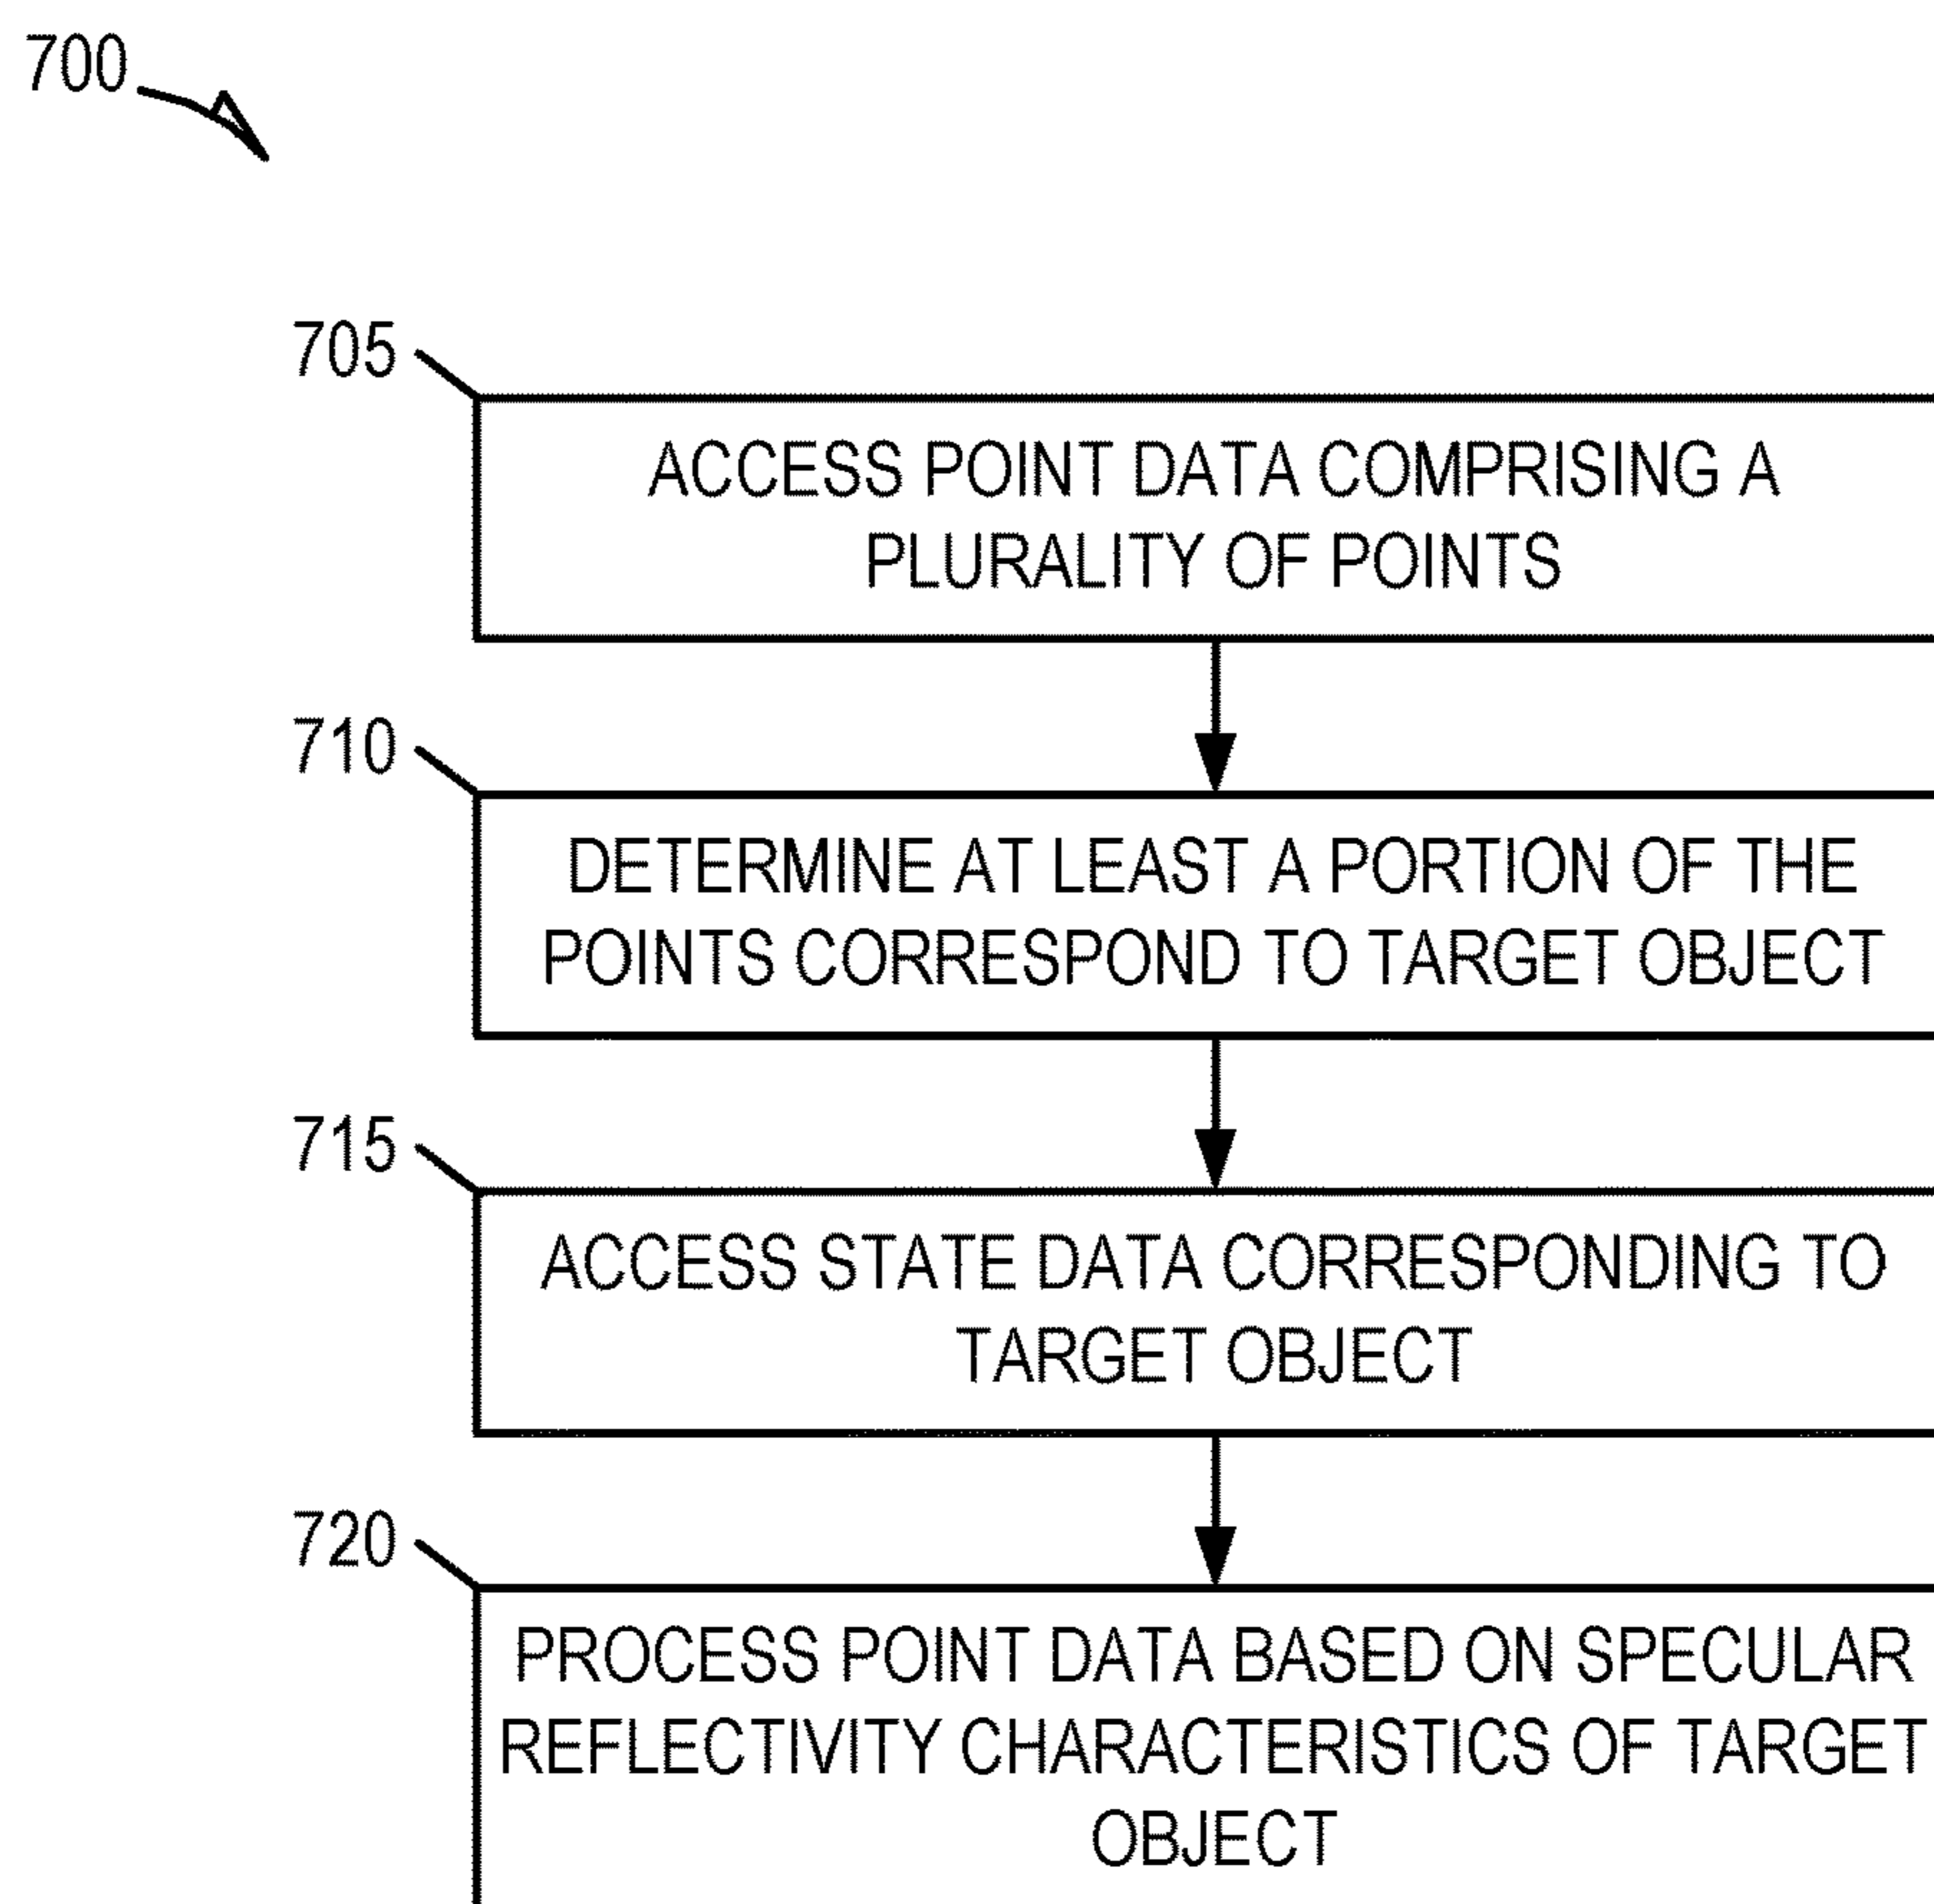 700
705
ACCESS POINT DATA COMPRISING A
PLURALITY OF POINTS
710
DETERMINE AT LEAST A PORTION OF THE
POINTS CORRESPOND TO TARGET OBJECT
715
ACCESS STATE DATA CORRESPONDING TO
TARGET OBJECT
720
PROCESS POINT DATA BASED ON SPECULAR
REFLECTIVITY CHARACTERISTICS OF TARGET
OBJECT